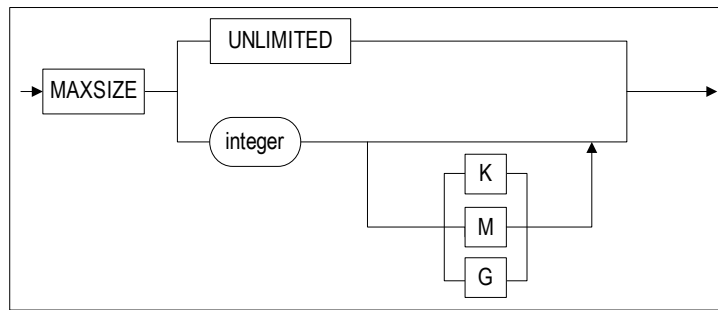 UNLIMITED
MAXSIZE
integer
K
M
G